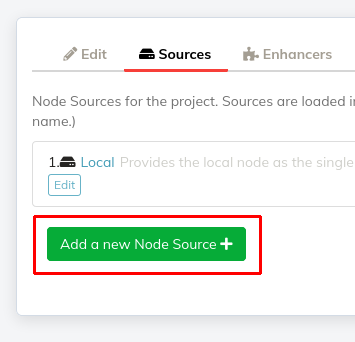 Edit Sources Enhancers
Node Sources for the project. Sources are loaded i
name.)
1. Local Provides the local node as the single
Edit
Add a new Node Source